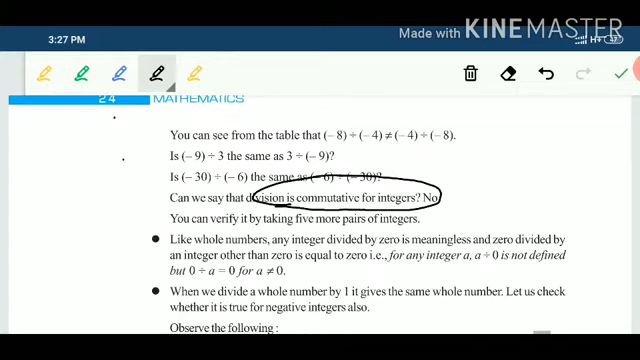 Made with KINEMASTER
3:27 PM
H+ 47
24 MATHEMATICS
You can see from the table that (– 8) ÷ (– 4) ≠ (– 4) ÷ (– 8).
Is (– 9) ÷ 3 the same as 3 ÷ (– 9)?
Is (– 30) ÷ (– 6) the same as (– 6) ÷ (– 30)?
Can we say that division is commutative for integers? No
You can verify it by taking five more pairs of integers.
● Like whole numbers, any integer divided by zero is meaningless and zero divided by
an integer other than zero is equal to zero i.e., for any integer a, a ÷ 0 is not defined
but 0 ÷ a = 0 for a ≠ 0.
● When we divide a whole number by 1 it gives the same whole number. Let us check
whether it is true for negative integers also.
Observe the following :